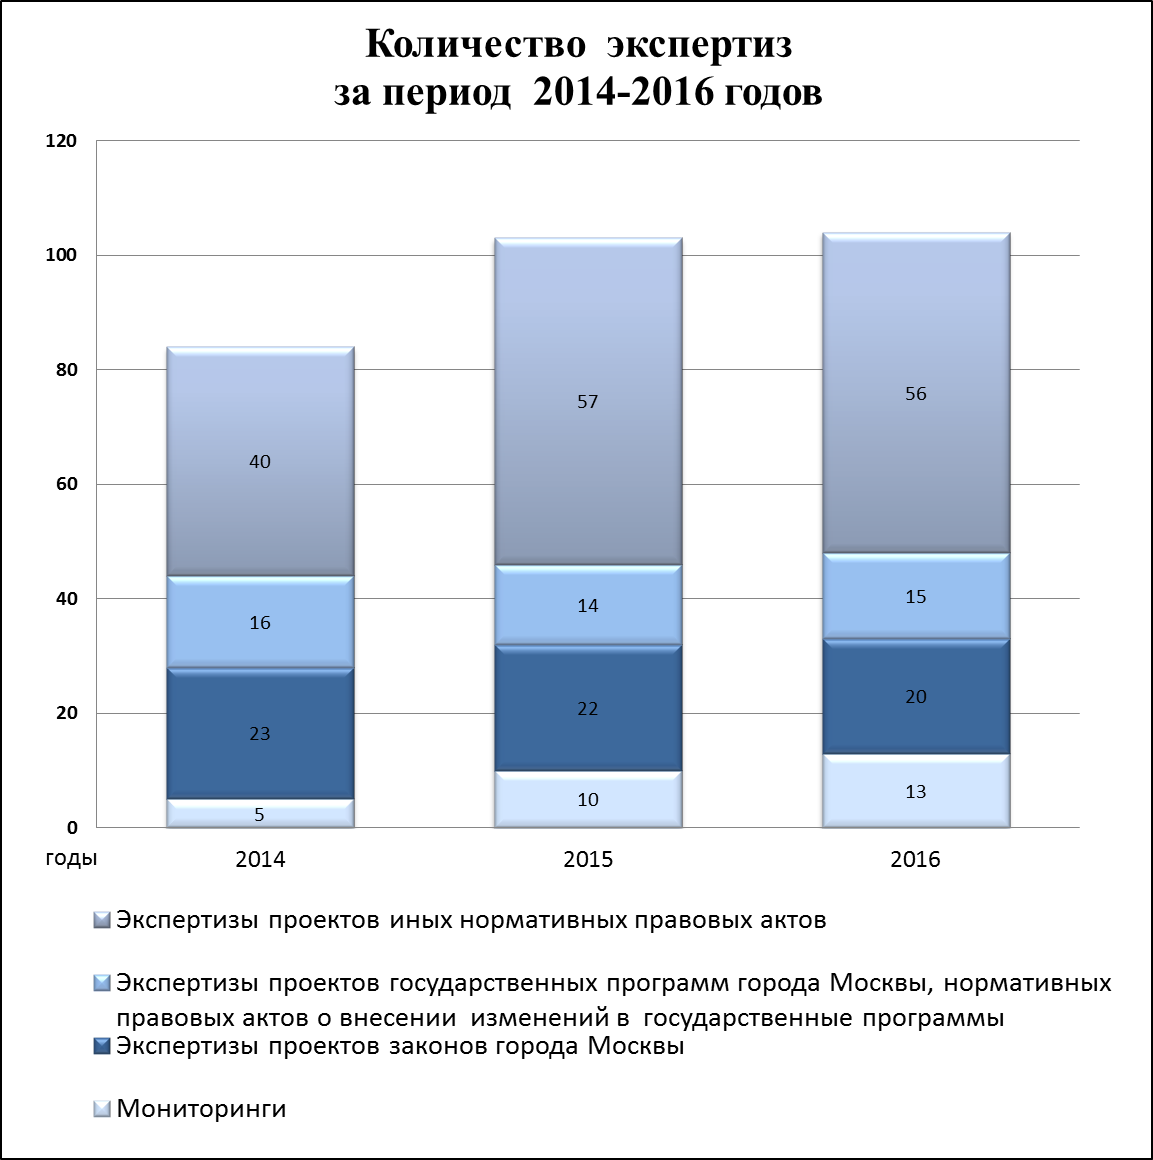 Количество экспертиз
за период 2014-2016 годов
120
100
80
60
40
20
0
40
57
56
16
14
15
23
22
20
5
10
13
годы 2014 2015 2016
Экспертизы проектов иных нормативных правовых актов
Экспертизы проектов государственных программ города Москвы, нормативных
правовых актов о внесении изменений в государственные программы
Экспертизы проектов законов города Москвы
Мониторинги